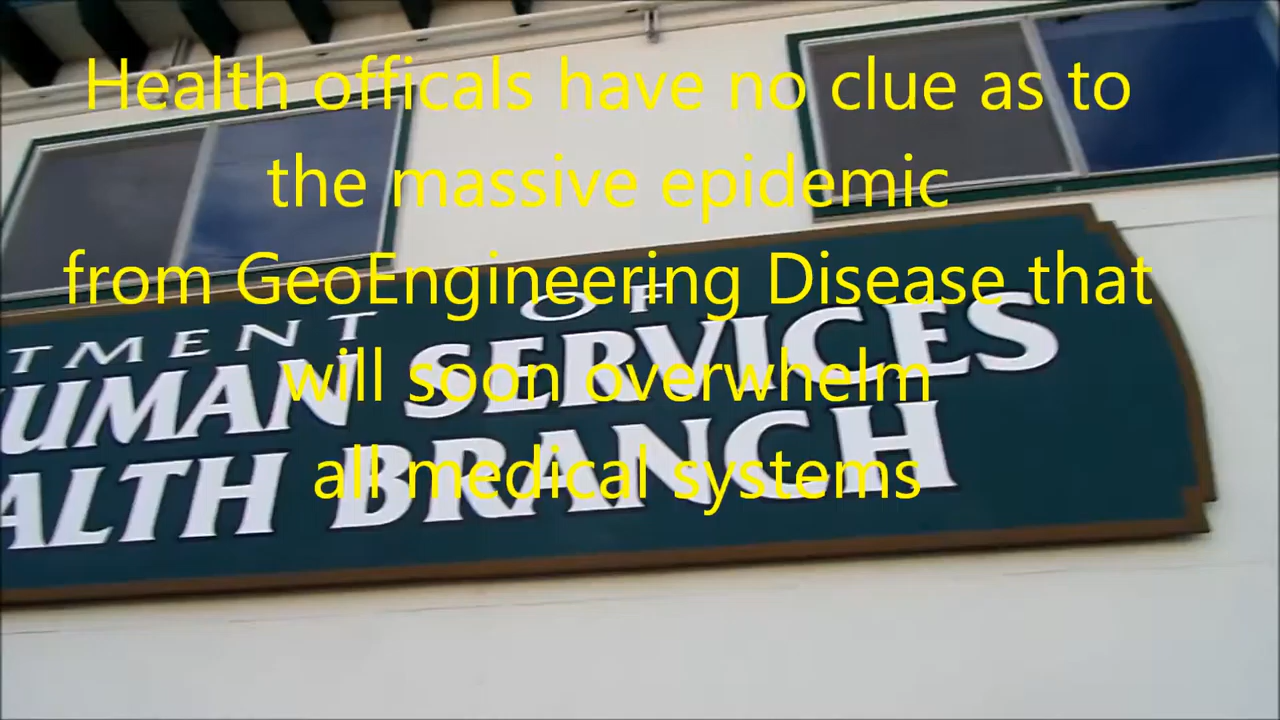 Health officals have no clue as to
the massive epidemic
from GeoEngineering Disease that
will soon overwhelm
all medical systems
TMENT OF
UMAN SERVICES
ALTH BRANCH